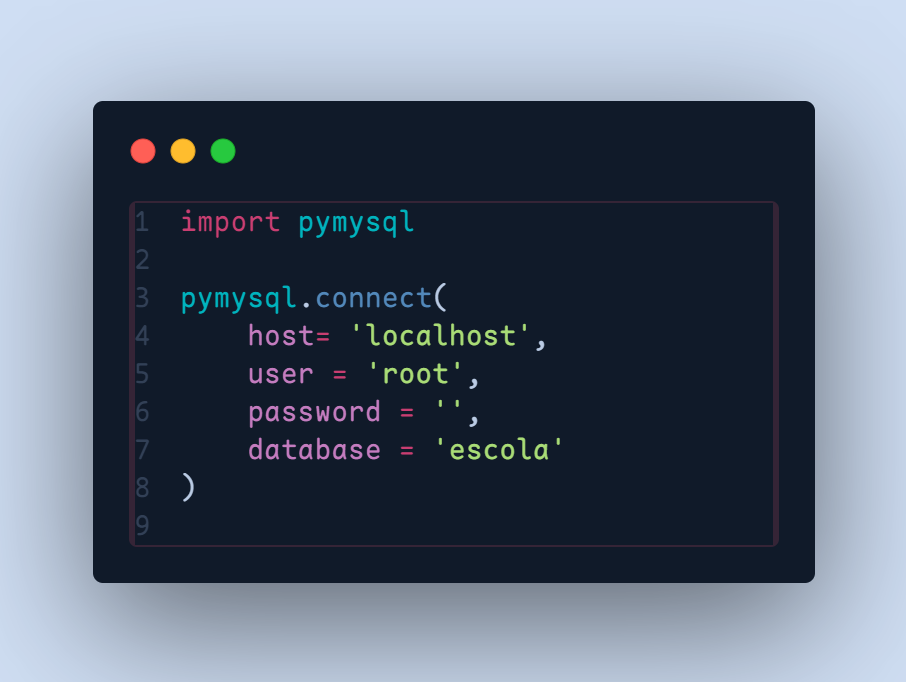 1 import pymysql
2
3 pymysql.connect(
4     host= 'localhost',
5     user = 'root',
6     password = '',
7     database = 'escola'
8 )
9